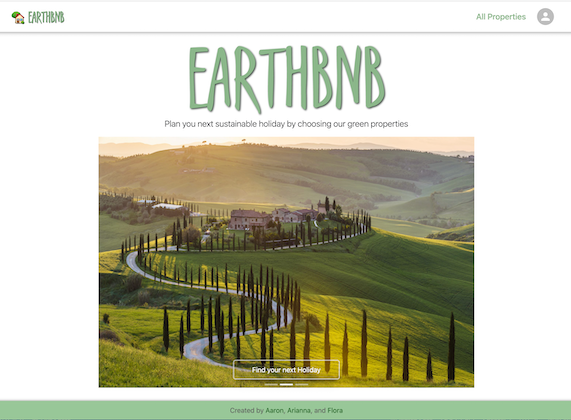 EARTHBNB
All Properties
EARTHBNB
Plan you next sustainable holiday by choosing our green properties
Find your next Holiday
Created by Aaron, Arianna, and Flora